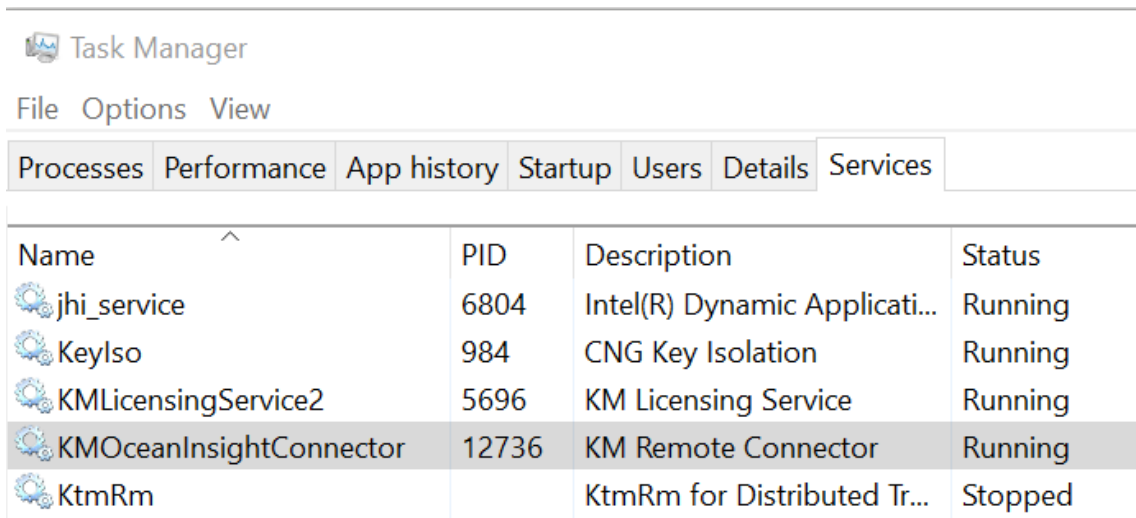 Task Manager
File Options View
Processes Performance App history Startup Users Details Services
Name PID Description Status
jhi_service 6804 Intel(R) Dynamic Applicati... Running
KeyIso 984 CNG Key Isolation Running
KMLicensingService2 5696 KM Licensing Service Running
KMOceanInsightConnector 12736 KM Remote Connector Running
KtmRm KtmRm for Distributed Tr... Stopped